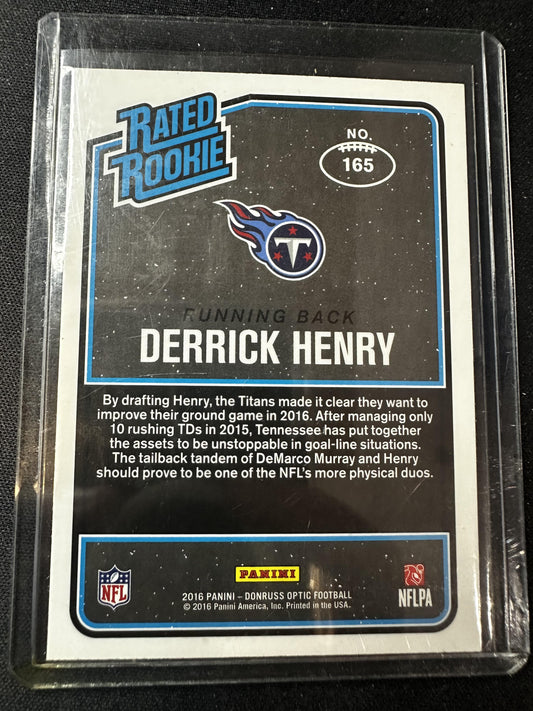 RATED
ROOKIE
NO.
165
T
RUNNING BACK
DERRICK HENRY
By drafting Henry, the Titans made it clear they want to
improve their ground game in 2016. After managing only
10 rushing TDs in 2015, Tennessee has put together
the assets to be unstoppable in goal-line situations.
The tailback tandem of DeMarco Murray and Henry
should prove to be one of the NFL's more physical duos.
NFL
PANINI
2016 PANINI – DONRUSS OPTIC FOOTBALL
© 2016 Panini America, Inc. Printed in the USA.
NFLPA